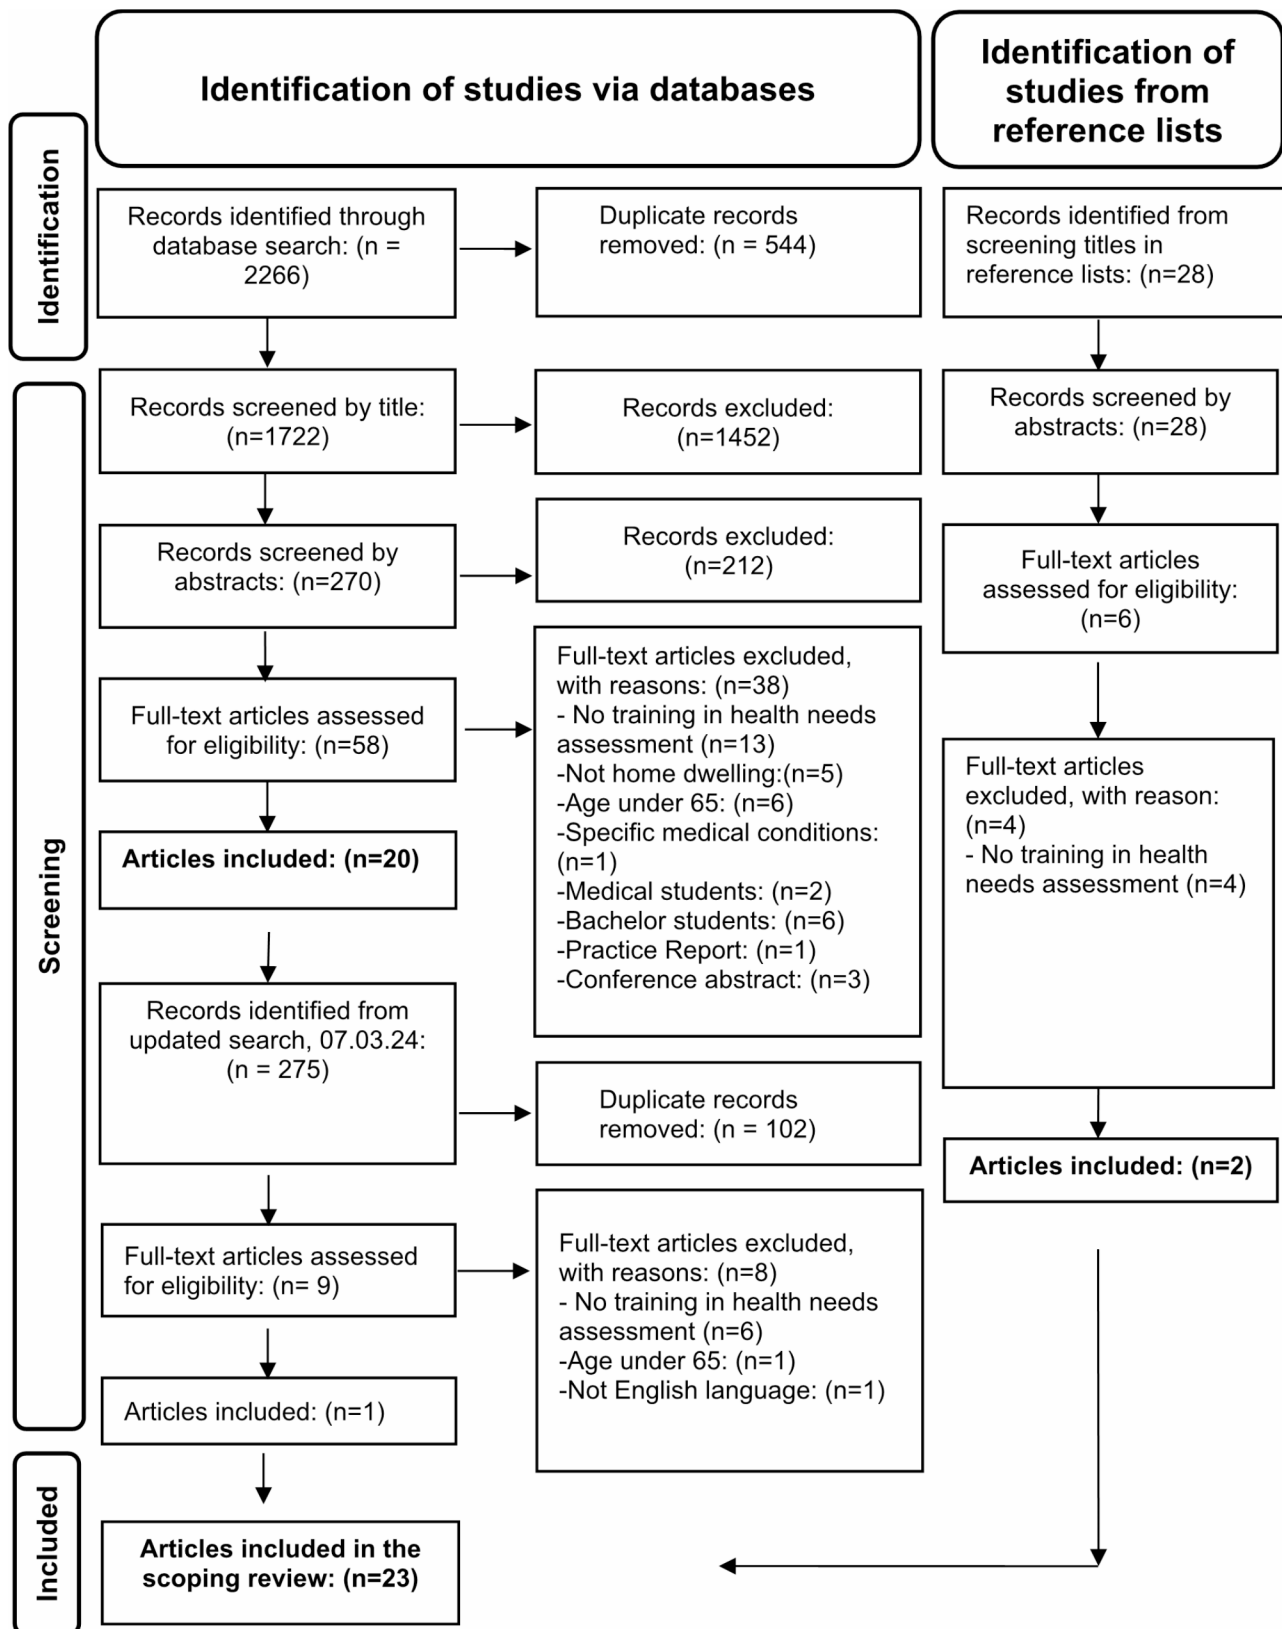 Identification of studies via databases
Identification of
studies from
reference lists
Identification
Records identified through
database search: (n =
2266)
Duplicate records
removed: (n = 544)
Records identified from
screening titles in
reference lists: (n=28)
Screening
Records screened by title:
(n=1722)
Records excluded:
(n=1452)
Records screened by
abstracts: (n=28)
Records screened by
abstracts: (n=270)
Records excluded:
(n=212)
Full-text articles
assessed for eligibility:
(n=6)
Full-text articles assessed
for eligibility: (n=58)
Full-text articles excluded,
with reasons: (n=38)
- No training in health needs
assessment (n=13)
-Not home dwelling:(n=5)
-Age under 65: (n=6)
-Specific medical conditions:
(n=1)
-Medical students: (n=2)
-Bachelor students: (n=6)
-Practice Report: (n=1)
-Conference abstract: (n=3)
Full-text articles
excluded, with reason:
(n=4)
- No training in health
needs assessment (n=4)
Articles included: (n=20)
Records identified from
updated search, 07.03.24:
(n = 275)
Duplicate records
removed: (n = 102)
Articles included: (n=2)
Full-text articles assessed
for eligibility: (n= 9)
Full-text articles excluded,
with reasons: (n=8)
- No training in health needs
assessment (n=6)
-Age under 65: (n=1)
-Not English language: (n=1)
Articles included: (n=1)
Included
Articles included in the
scoping review: (n=23)